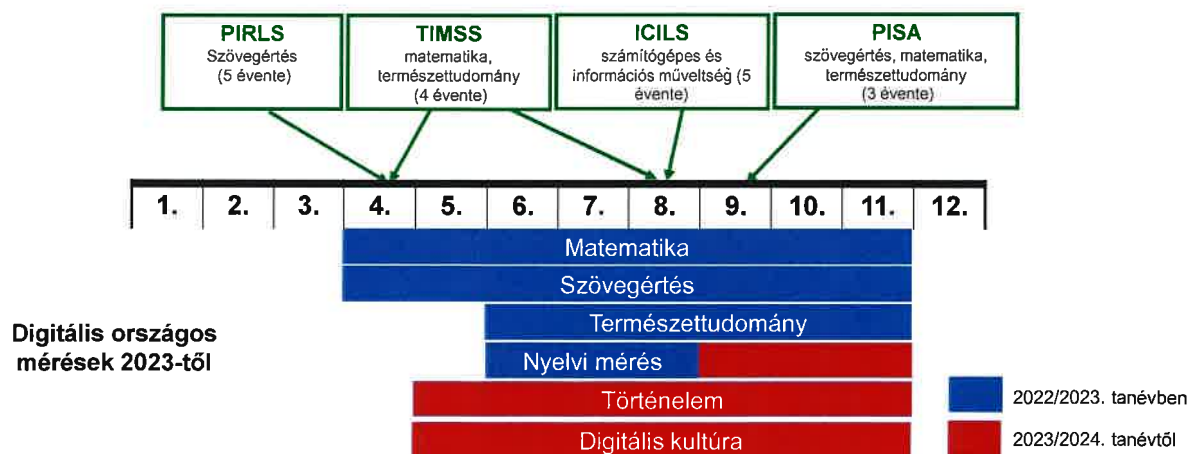 PIRLS
Szövegértés
(5 évente)
TIMSS
matematika,
természettudomány
(4 évente)
ICILS
számítógépes és
információs műveltség (5
évente)
PISA
szövegértés, matematika,
természettudomány
(3 évente)
1. 2. 3. 4. 5. 6. 7. 8. 9. 10. 11. 12.
Matematika
Szövegértés
Természettudomány
Nyelvi mérés
Történelem
Digitális kultúra
Digitális országos
mérések 2023-től
2022/2023. tanévben
2023/2024. tanévtől